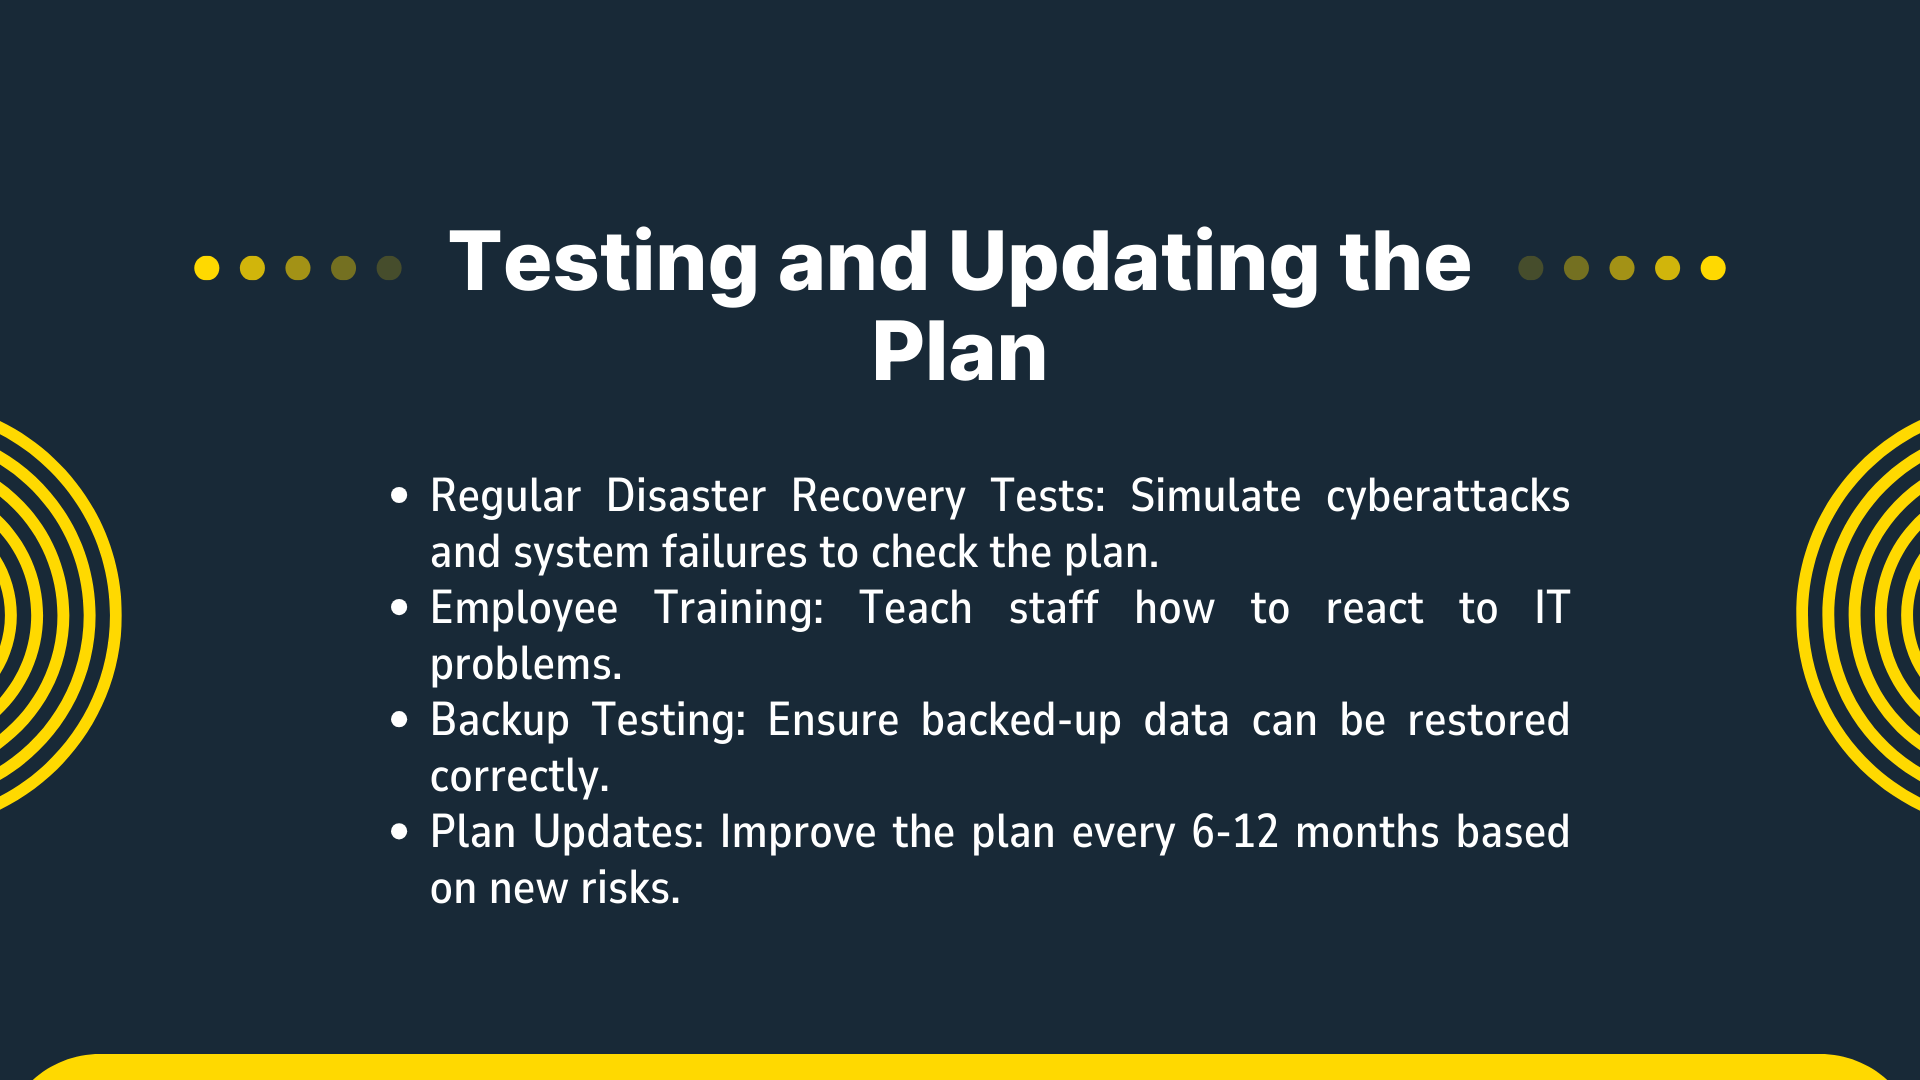 Testing and Updating the
Plan
• Regular Disaster Recovery Tests: Simulate cyberattacks
and system failures to check the plan.
• Employee Training: Teach staff how to react to IT
problems.
• Backup Testing: Ensure backed-up data can be restored
correctly.
• Plan Updates: Improve the plan every 6-12 months based
on new risks.